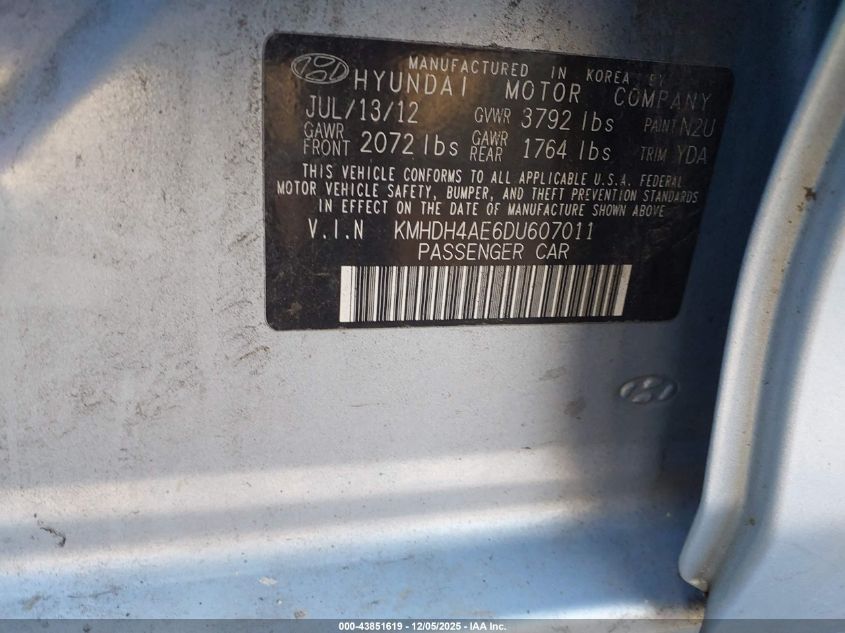 MANUFACTURED IN KOREA BY
HYUNDAI MOTOR COMPANY
JUL/13/12 GVWR 3792 lbs PAINT N2U
GAWR FRONT 2072 lbs GAWR REAR 1764 lbs TRIM YDA
THIS VEHICLE CONFORMS TO ALL APPLICABLE U.S.A. FEDERAL
MOTOR VEHICLE SAFETY, BUMPER, AND THEFT PREVENTION STANDARDS
IN EFFECT ON THE DATE OF MANUFACTURE SHOWN ABOVE
V.I.N KMHDH4AE6DU607011
PASSENGER CAR
000-43851619 - 12/05/2025 - IAA Inc.